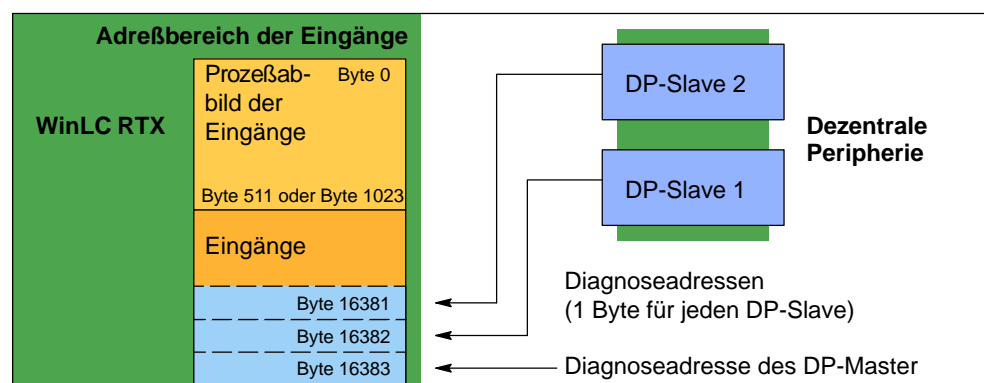 Adreßbereich der Eingänge
WinLC RTX
Prozeßab-
bild der
Eingänge
Byte 0
Byte 511 oder Byte 1023
Eingänge
Byte 16381
Byte 16382
Byte 16383
DP-Slave 2
DP-Slave 1
Dezentrale
Peripherie
Diagnoseadressen
(1 Byte für jeden DP-Slave)
Diagnoseadresse des DP-Master